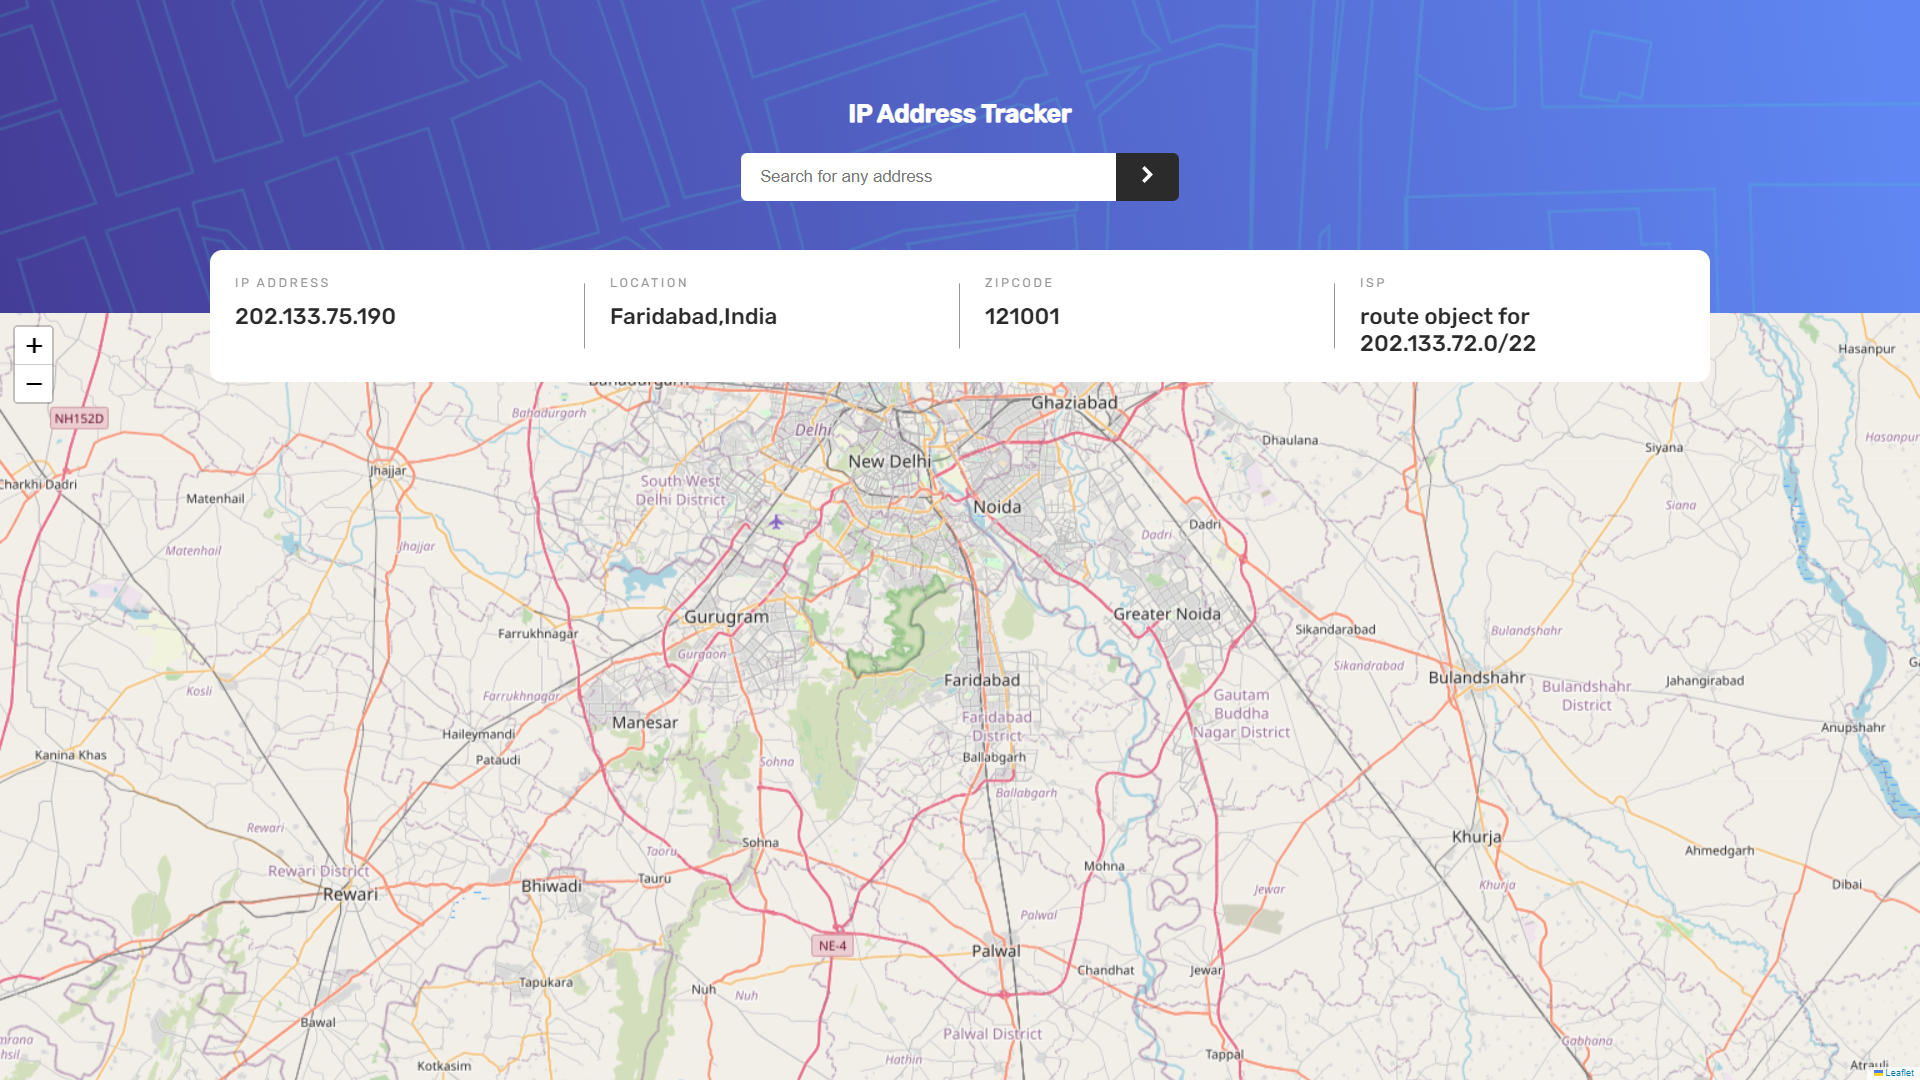 IP Address Tracker
Search for any address
IP ADDRESS
202.133.75.190
LOCATION
Faridabad,India
ZIPCODE
121001
ISP
route object for
202.133.72.0/22
+
−
Hasanpur
Ghaziabad
Bahadurgarh
NH152D
Delhi
Dhaulana
Hasanpur
Siyana
New Delhi
Jhajjar
Charkhi Dadri
South West
Delhi District
Matenhail
Noida
Siana
Dadri
Dadri
Matenhail
Jhajjar
Gurugram
Greater Noida
Farrukhnagar
Sikandarabad
Bulandshahr
Gurgaon
Sikandrabad
Kosli
Farrukhnagar
Faridabad
Bulandshahr
Jahangirabad
Bulandshahr
District
Gautam
Buddha
Nagar District
Manesar
Faridabad
District
Anupshahr
Haileymandi
Kanina Khas
Pataudi
Sohna
Ballabgarh
Ballabgarh
Rewari
Khurja
Sohna
Taoru
Ahmedgarh
Mohna
Rewari District
Tauru
Bhiwadi
Rewari
Jewar
Khurja
Dibai
Palwal
NE-4
Palwal
Chandhat
Jewar
Tapukara
Nuh
Nuh
Bawal
Palwal District
Gabhana
Hathin
Tappal
Kotkasim
Atrauli
Leaflet